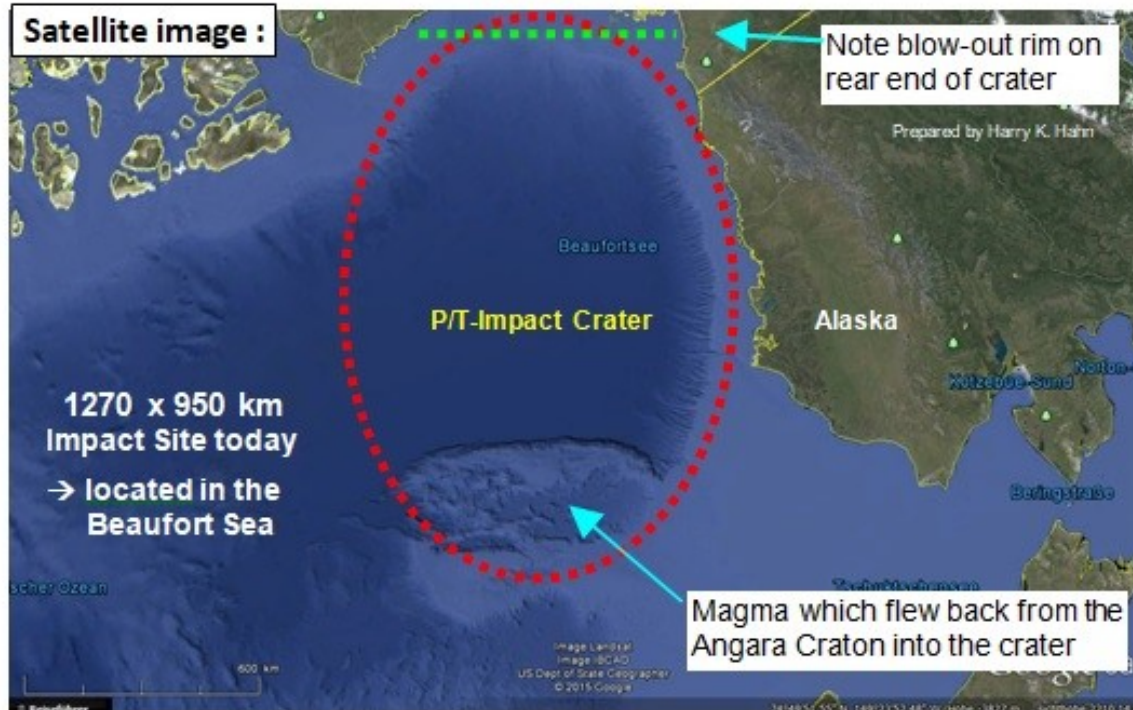 Satellite image :
Note blow-out rim on
rear end of crater
Prepared by Harry K. Hahn
Beaufortsee
P/T-Impact Crater
Alaska
Kotzebue-Sund
Norton-
1270 x 950 km
Impact Site today
→ located in the
Beaufort Sea
Beringstraße
scher Ozean
Tschuktschensee
Magma which flew back from the
Angara Craton into the crater
Image Landsat
Image IBCAO
US Dept of State Geographer
© 2015 Google
600 km